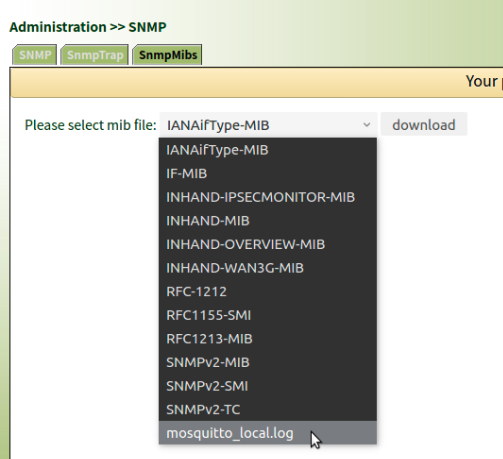 Administration >> SNMP
SNMP SnmpTrap SnmpMibs
Your
Please select mib file: IANAifType-MIB download
IANAifType-MIB
IF-MIB
INHAND-IPSECMONITOR-MIB
INHAND-MIB
INHAND-OVERVIEW-MIB
INHAND-WAN3G-MIB
RFC-1212
RFC1155-SMI
RFC1213-MIB
SNMPv2-MIB
SNMPv2-SMI
SNMPv2-TC
mosquitto_local.log